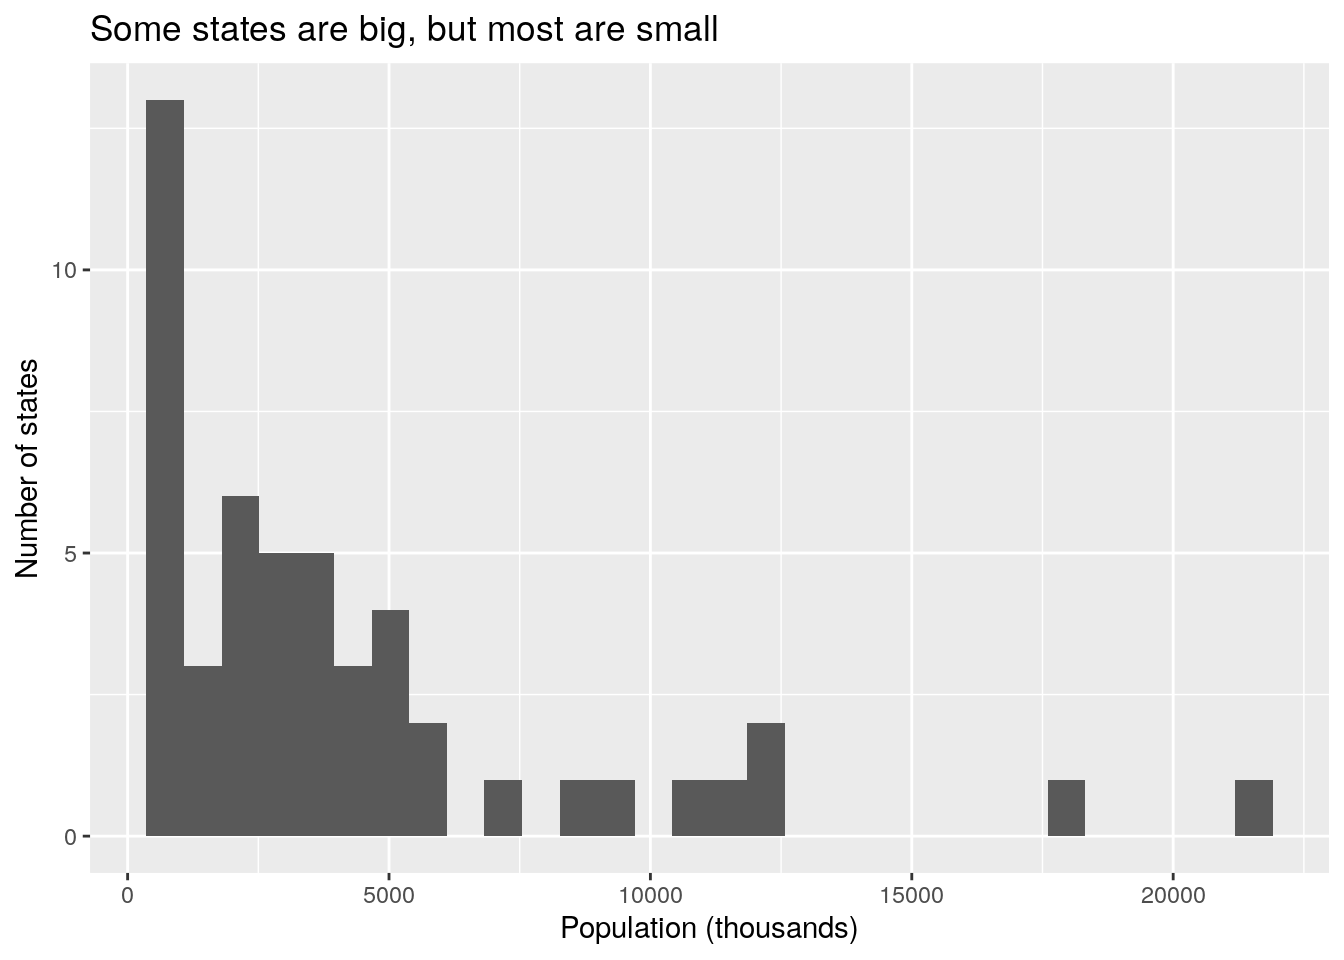 Some states are big, but most are small
Number of states
10
5
0
0 5000 10000 15000 20000
Population (thousands)